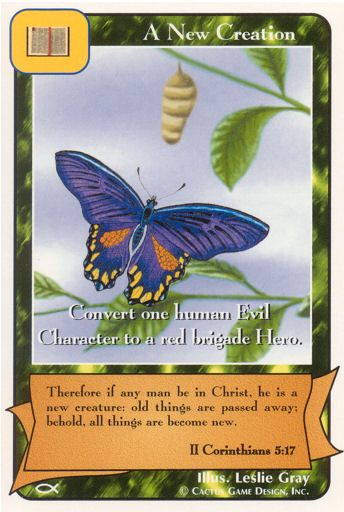 A New Creation
Convert one human Evil
Character to a red brigade Hero.
Therefore if any man be in Christ, he is a
new creature: old things are passed away;
behold, all things are become new.
II Corinthians 5:17
Illus. Leslie Gray
© Cactus Game Design, Inc.